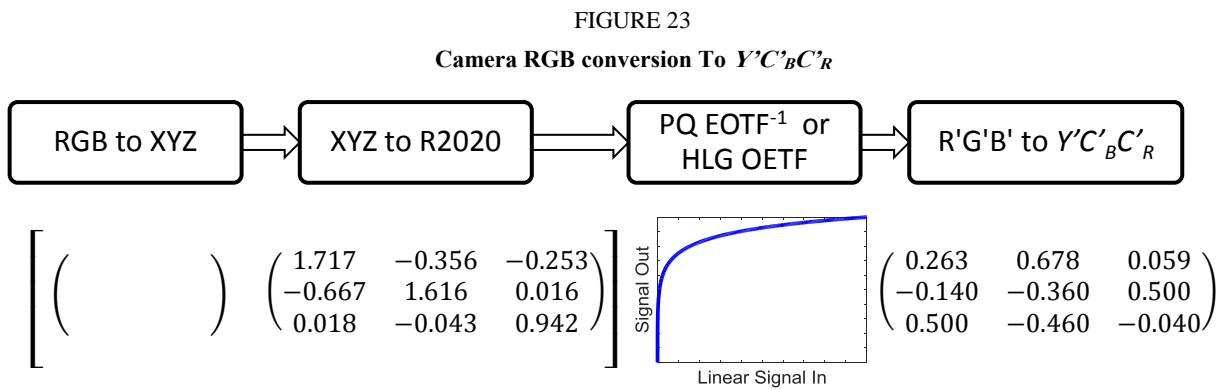 FIGURE 23
Camera RGB conversion To Y’C’BC’R
RGB to XYZ
XYZ to R2020
PQ EOTF-1 or
HLG OETF
R'G'B' to Y’C’BC’R
1.717 −0.356 −0.253
−0.667 1.616 0.016
0.018 −0.043 0.942
Signal Out
Linear Signal In
0.263 0.678 0.059
−0.140 −0.360 0.500
0.500 −0.460 −0.040